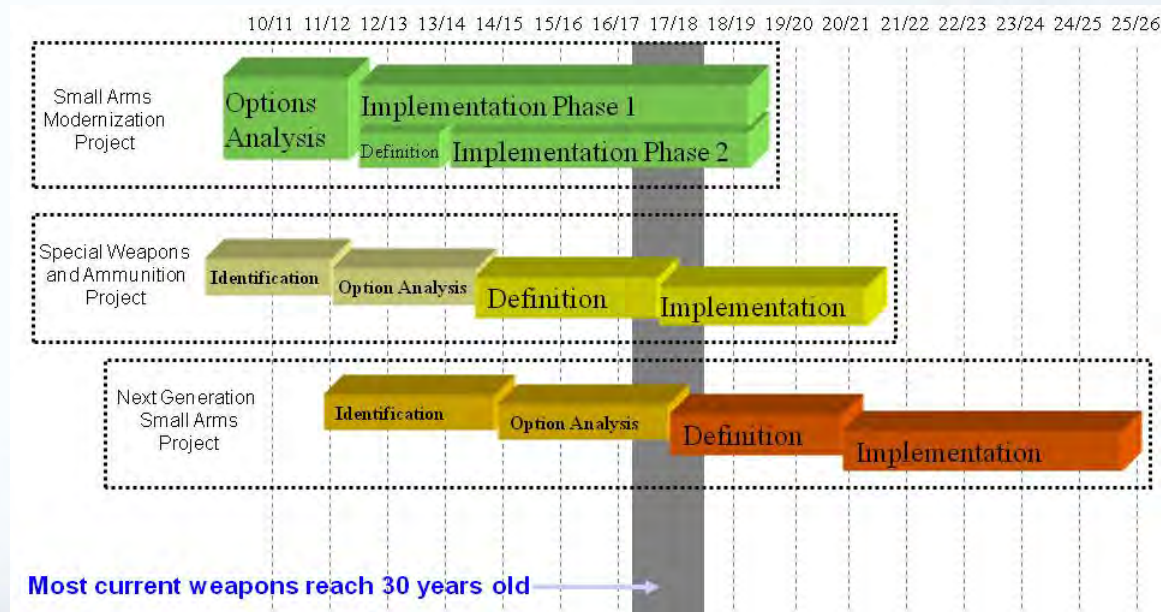 10/11 11/12 12/13 13/14 14/15 15/16 16/17 17/18 18/19 19/20 20/21 21/22 22/23 23/24 24/25 25/26
Small Arms
Modernization
Project
Options
Analysis
Implementation Phase 1
Definition
Implementation Phase 2
Special Weapons
and Ammunition
Project
Identification
Option Analysis
Definition
Implementation
Next Generation
Small Arms
Project
Identification
Option Analysis
Definition
Implementation
Most current weapons reach 30 years old